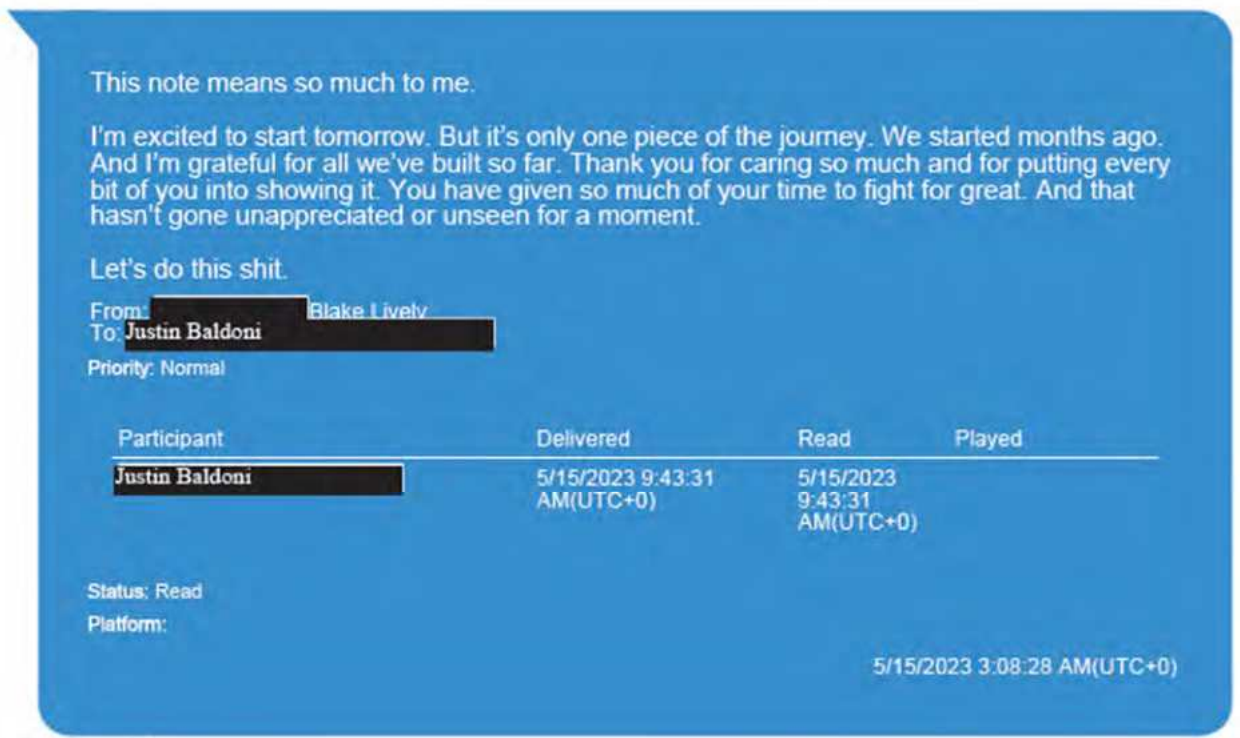 This note means so much to me.
I'm excited to start tomorrow. But it's only one piece of the journey. We started months ago.
And I'm grateful for all we've built so far. Thank you for caring so much and for putting every
bit of you into showing it. You have given so much of your time to fight for great. And that
hasn't gone unappreciated or unseen for a moment.
Let's do this shit.
From: Blake Lively
To: Justin Baldoni
Priority: Normal
Participant Delivered Read Played
Justin Baldoni 5/15/2023 9:43:31 5/15/2023
AM(UTC+0) 9:43:31
AM(UTC+0)
Status: Read
Platform:
5/15/2023 3:08:28 AM(UTC+0)